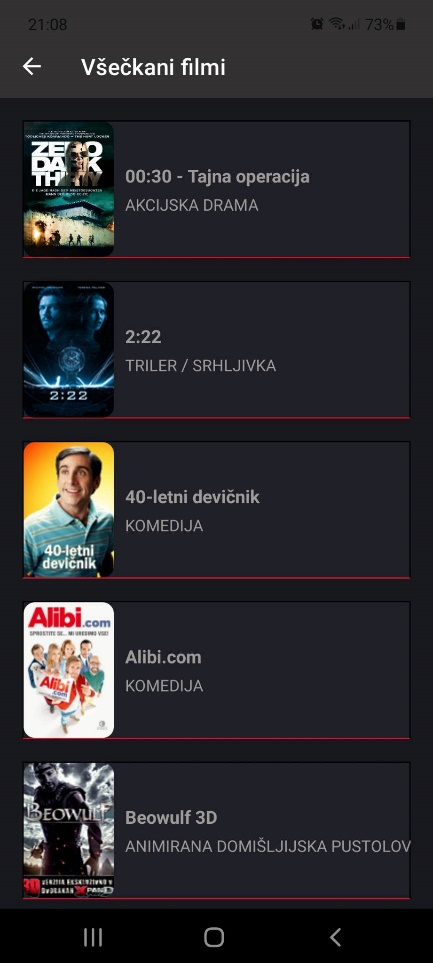 21:08
73%
Všečkani filmi
ZERO
DARK
THIRTY
00:30 - Tajna operacija
AKCIJSKA DRAMA
2:22
2:22
TRILER / SRHLJIVKA
40-letni
devičnik
40-letni devičnik
KOMEDIJA
Alibi.com
SPROSTITE SE... MI UREDIMO VSE!
Alibi
.com
Alibi.com
KOMEDIJA
BEOWULF
3D
Beowulf 3D
ANIMIRANA DOMIŠLJIJSKA PUSTOLOV